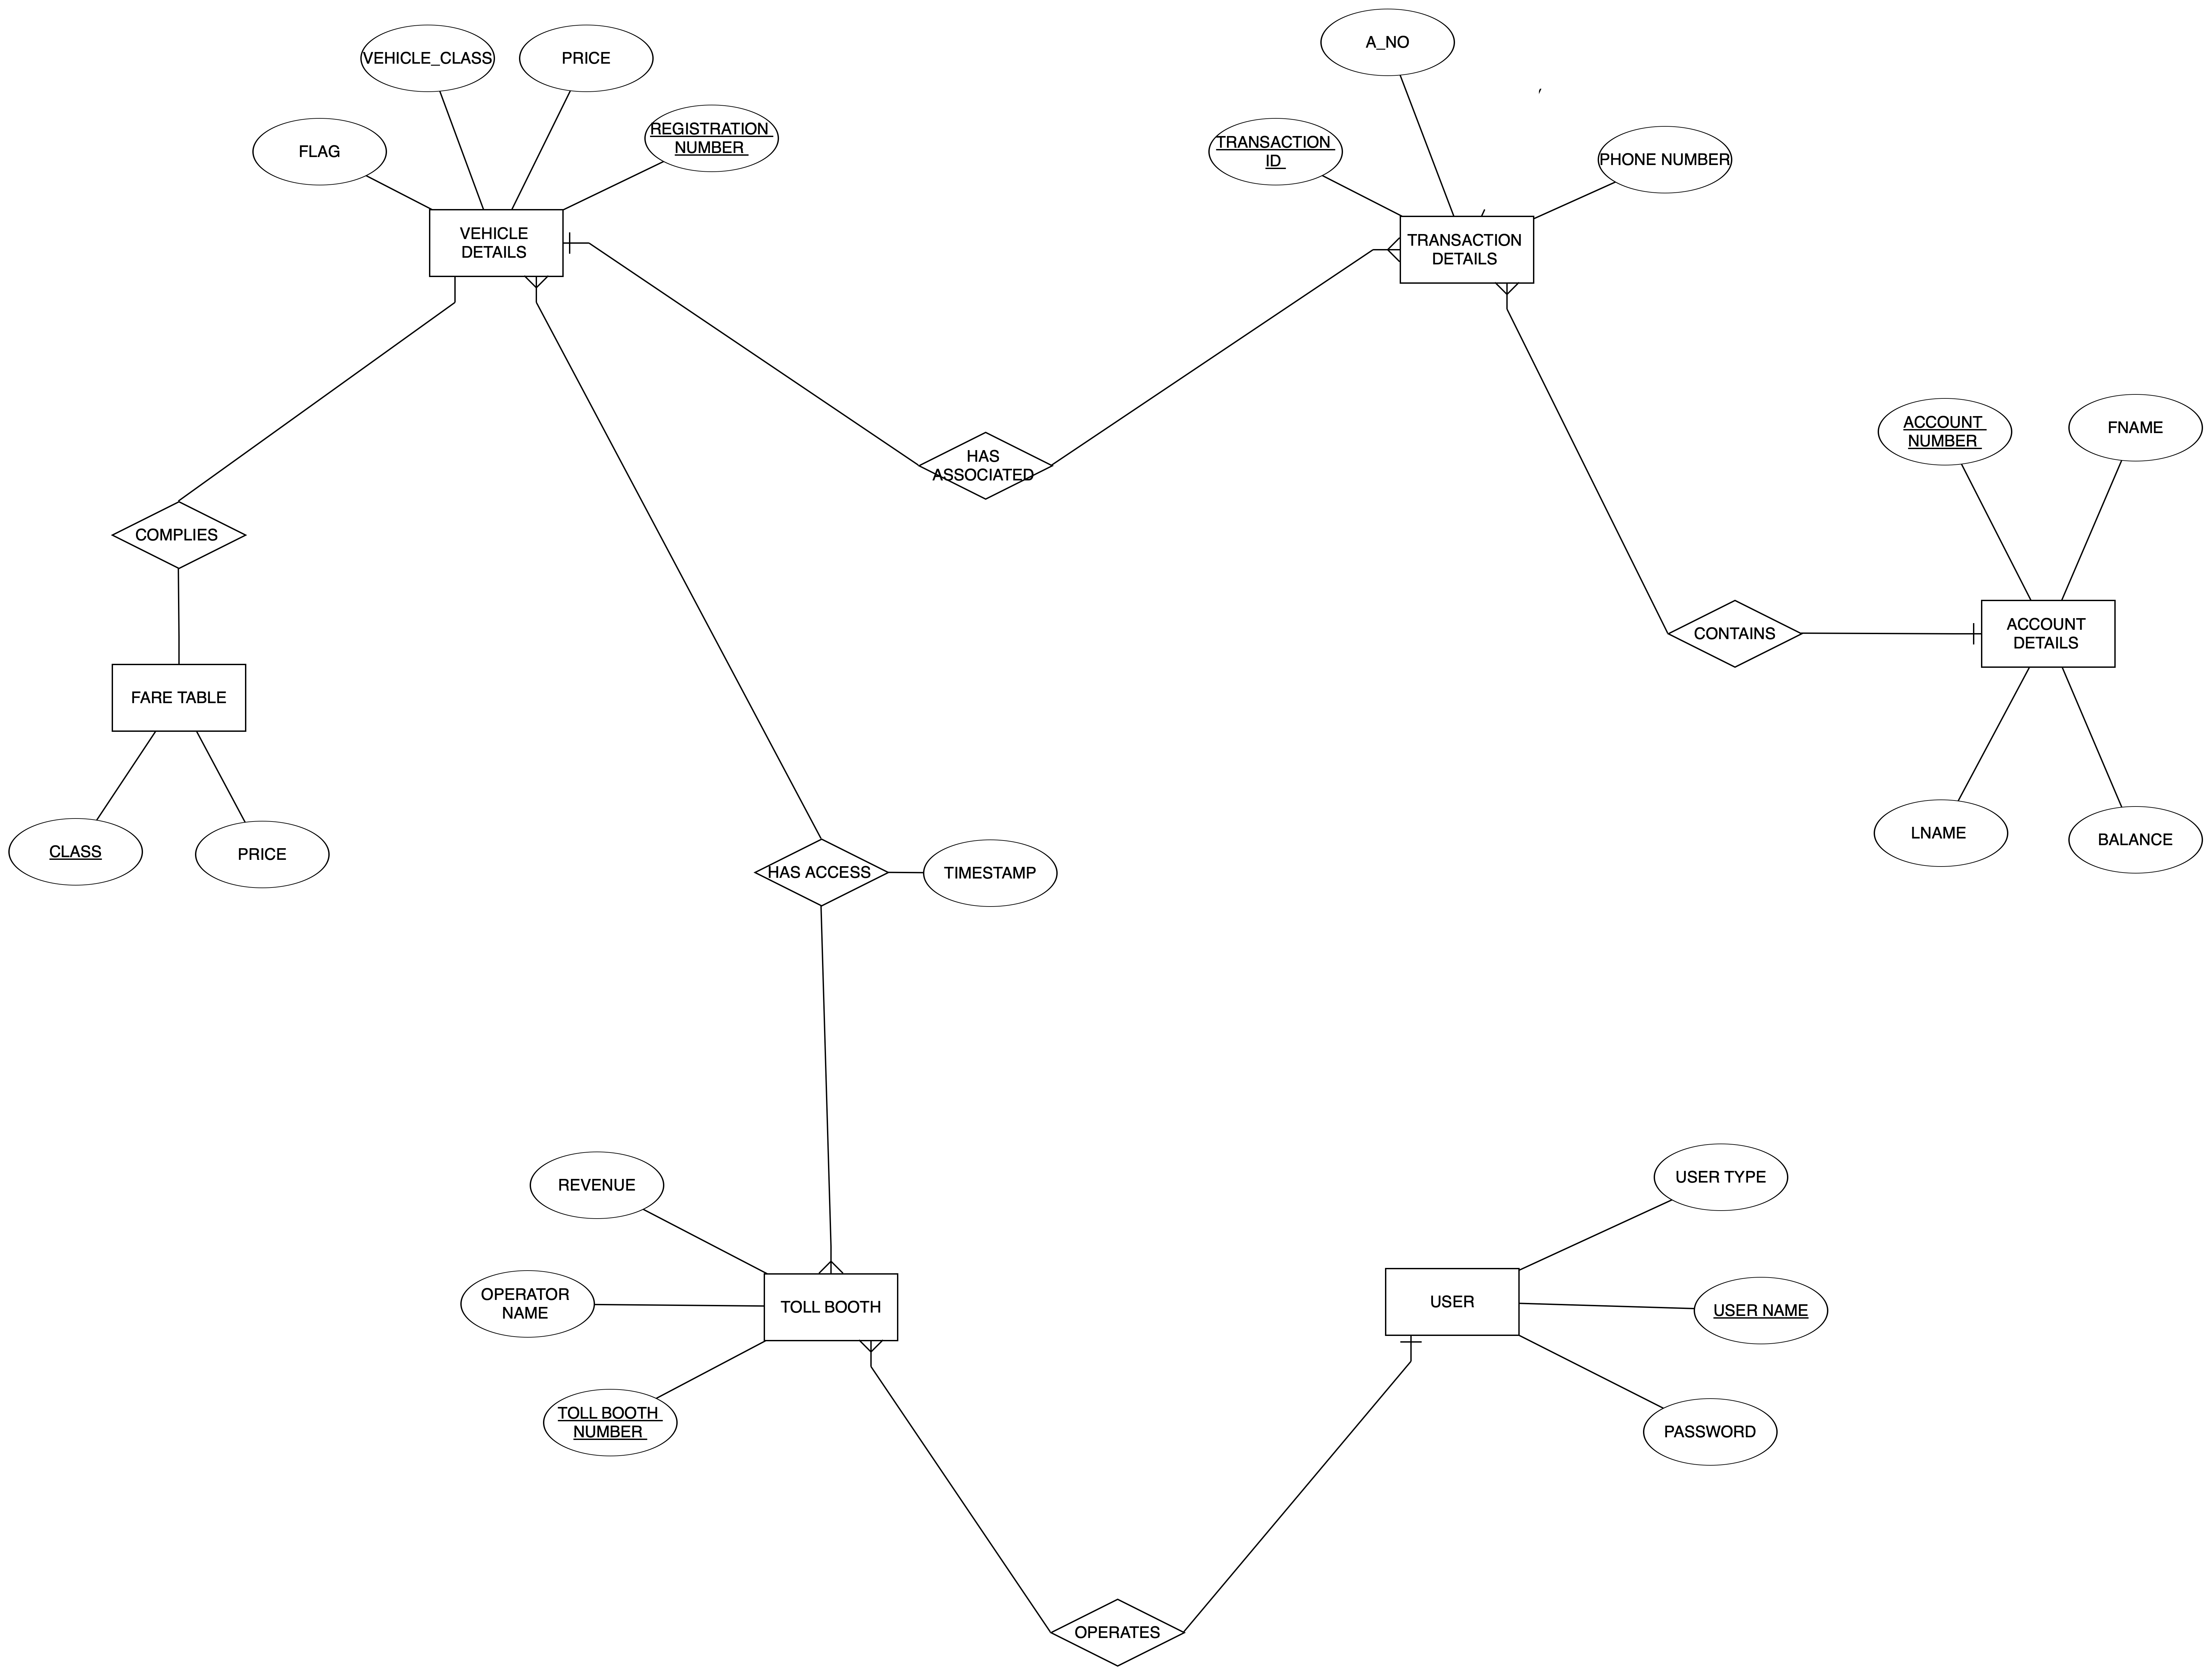 A_NO
VEHICLE_CLASS
PRICE
REGISTRATION
NUMBER
FLAG
TRANSACTION
ID
PHONE NUMBER
VEHICLE
DETAILS
TRANSACTION
DETAILS
ACCOUNT
NUMBER
FNAME
HAS
ASSOCIATED
COMPLIES
CONTAINS
ACCOUNT
DETAILS
FARE TABLE
LNAME
BALANCE
CLASS
PRICE
HAS ACCESS
TIMESTAMP
REVENUE
USER TYPE
OPERATOR
NAME
TOLL BOOTH
USER
USER NAME
TOLL BOOTH
NUMBER
PASSWORD
OPERATES